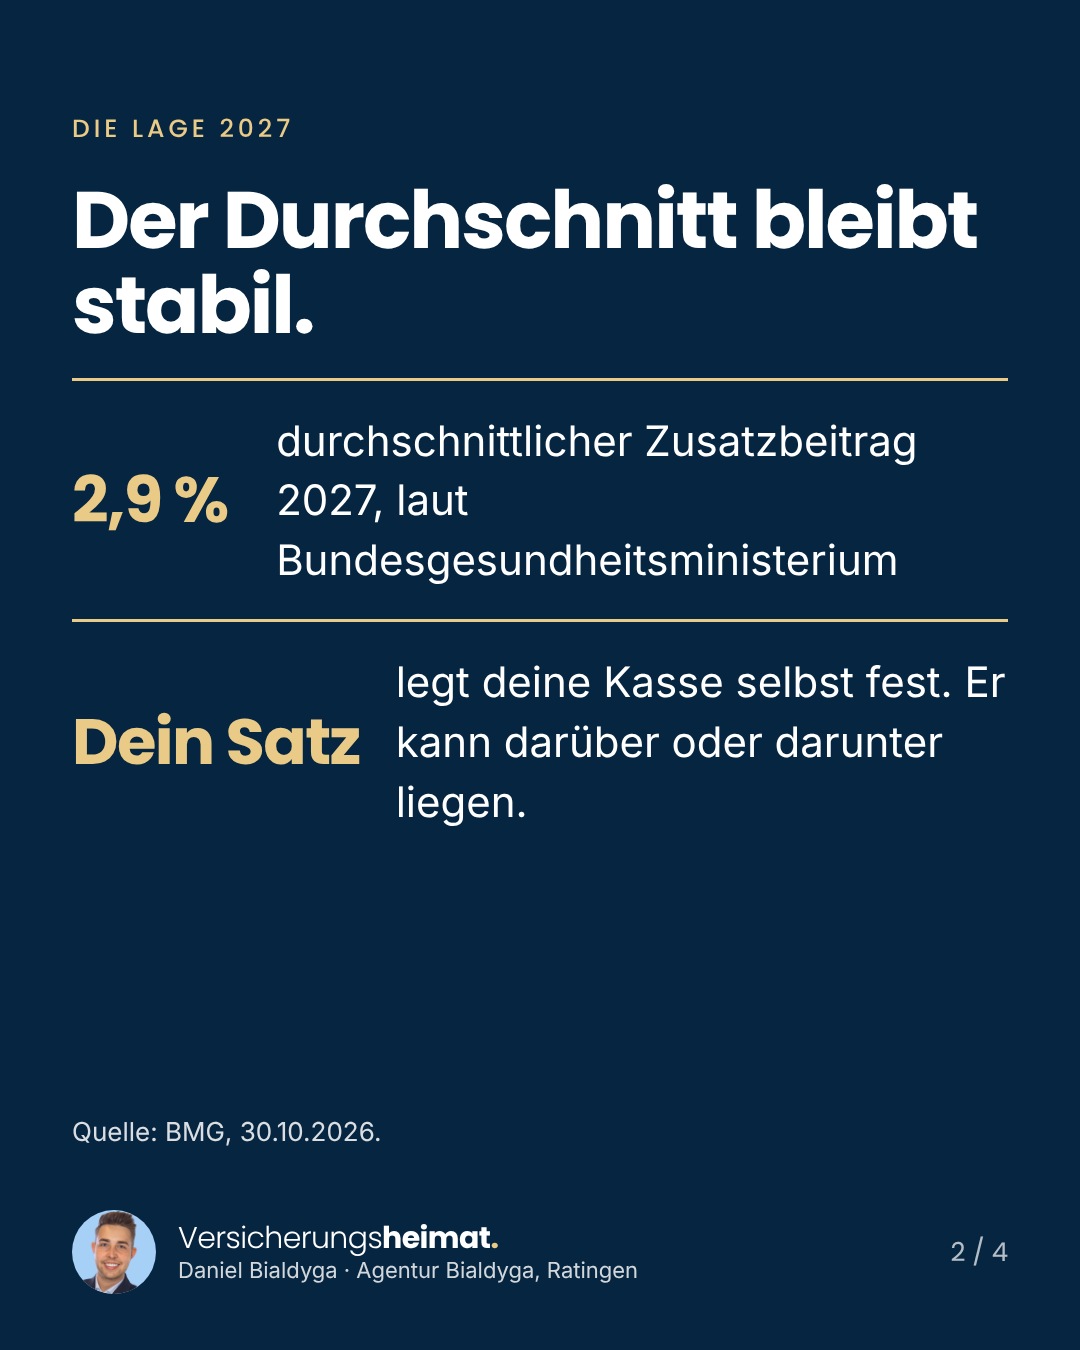 DIE LAGE 2027
Der Durchschnitt bleibt
stabil.
2,9 %
durchschnittlicher Zusatzbeitrag
2027, laut
Bundesgesundheitsministerium
Dein Satz
legt deine Kasse selbst fest. Er
kann darüber oder darunter
liegen.
Quelle: BMG, 30.10.2026.
Versicherungsheimat.
Daniel Bialdyga · Agentur Bialdyga, Ratingen
2 / 4